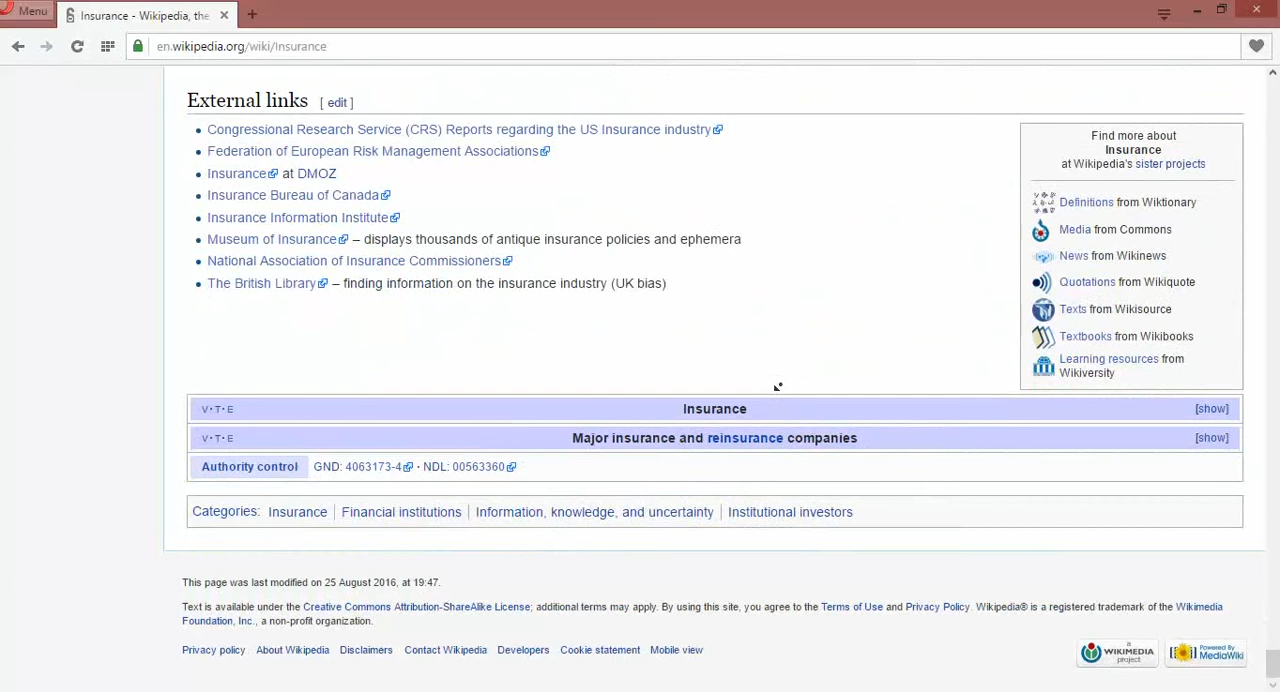 Menu
Insurance - Wikipedia, the
en.wikipedia.org/wiki/Insurance
External links [ edit ]
Congressional Research Service (CRS) Reports regarding the US Insurance industry
Federation of European Risk Management Associations
Insurance at DMOZ
Insurance Bureau of Canada
Insurance Information Institute
Museum of Insurance – displays thousands of antique insurance policies and ephemera
National Association of Insurance Commissioners
The British Library – finding information on the insurance industry (UK bias)
Find more about
Insurance
at Wikipedia's sister projects
Definitions from Wiktionary
Media from Commons
News from Wikinews
Quotations from Wikiquote
Texts from Wikisource
Textbooks from Wikibooks
Learning resources from
Wikiversity
V · T · E Insurance [show]
V · T · E Major insurance and reinsurance companies [show]
Authority control GND: 4063173-4 · NDL: 00563360
Categories: Insurance | Financial institutions | Information, knowledge, and uncertainty | Institutional investors
This page was last modified on 25 August 2016, at 19:47.
Text is available under the Creative Commons Attribution-ShareAlike License; additional terms may apply. By using this site, you agree to the Terms of Use and Privacy Policy. Wikipedia® is a registered trademark of the Wikimedia
Foundation, Inc., a non-profit organization.
Privacy policy About Wikipedia Disclaimers Contact Wikipedia Developers Cookie statement Mobile view
a WIKIMEDIA project
Powered By MediaWiki